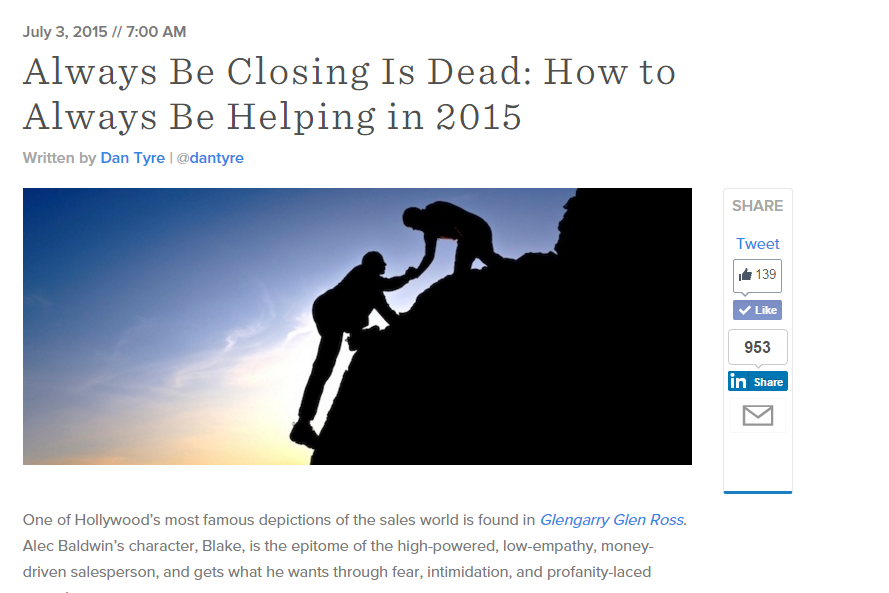 July 3, 2015 // 7:00 AM
Always Be Closing Is Dead: How to
Always Be Helping in 2015
Written by Dan Tyre | @dantyre
SHARE
Tweet
139
Like
953
in Share
One of Hollywood's most famous depictions of the sales world is found in Glengarry Glen Ross.
Alec Baldwin's character, Blake, is the epitome of the high-powered, low-empathy, money-
driven salesperson, and gets what he wants through fear, intimidation, and profanity-laced